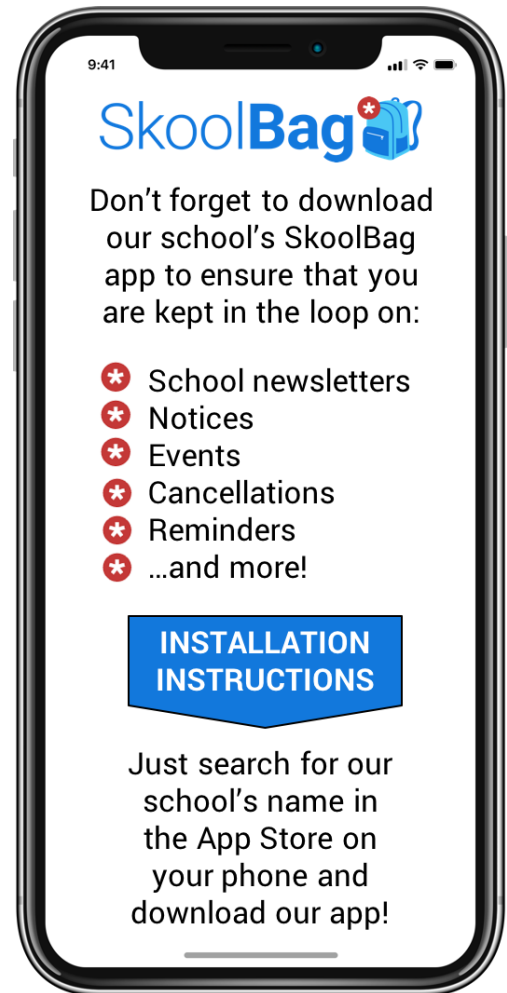 9:41
SkoolBag
Don't forget to download
our school's SkoolBag
app to ensure that you
are kept in the loop on:
* School newsletters
* Notices
* Events
* Cancellations
* Reminders
* ...and more!
INSTALLATION
INSTRUCTIONS
Just search for our
school's name in
the App Store on
your phone and
download our app!